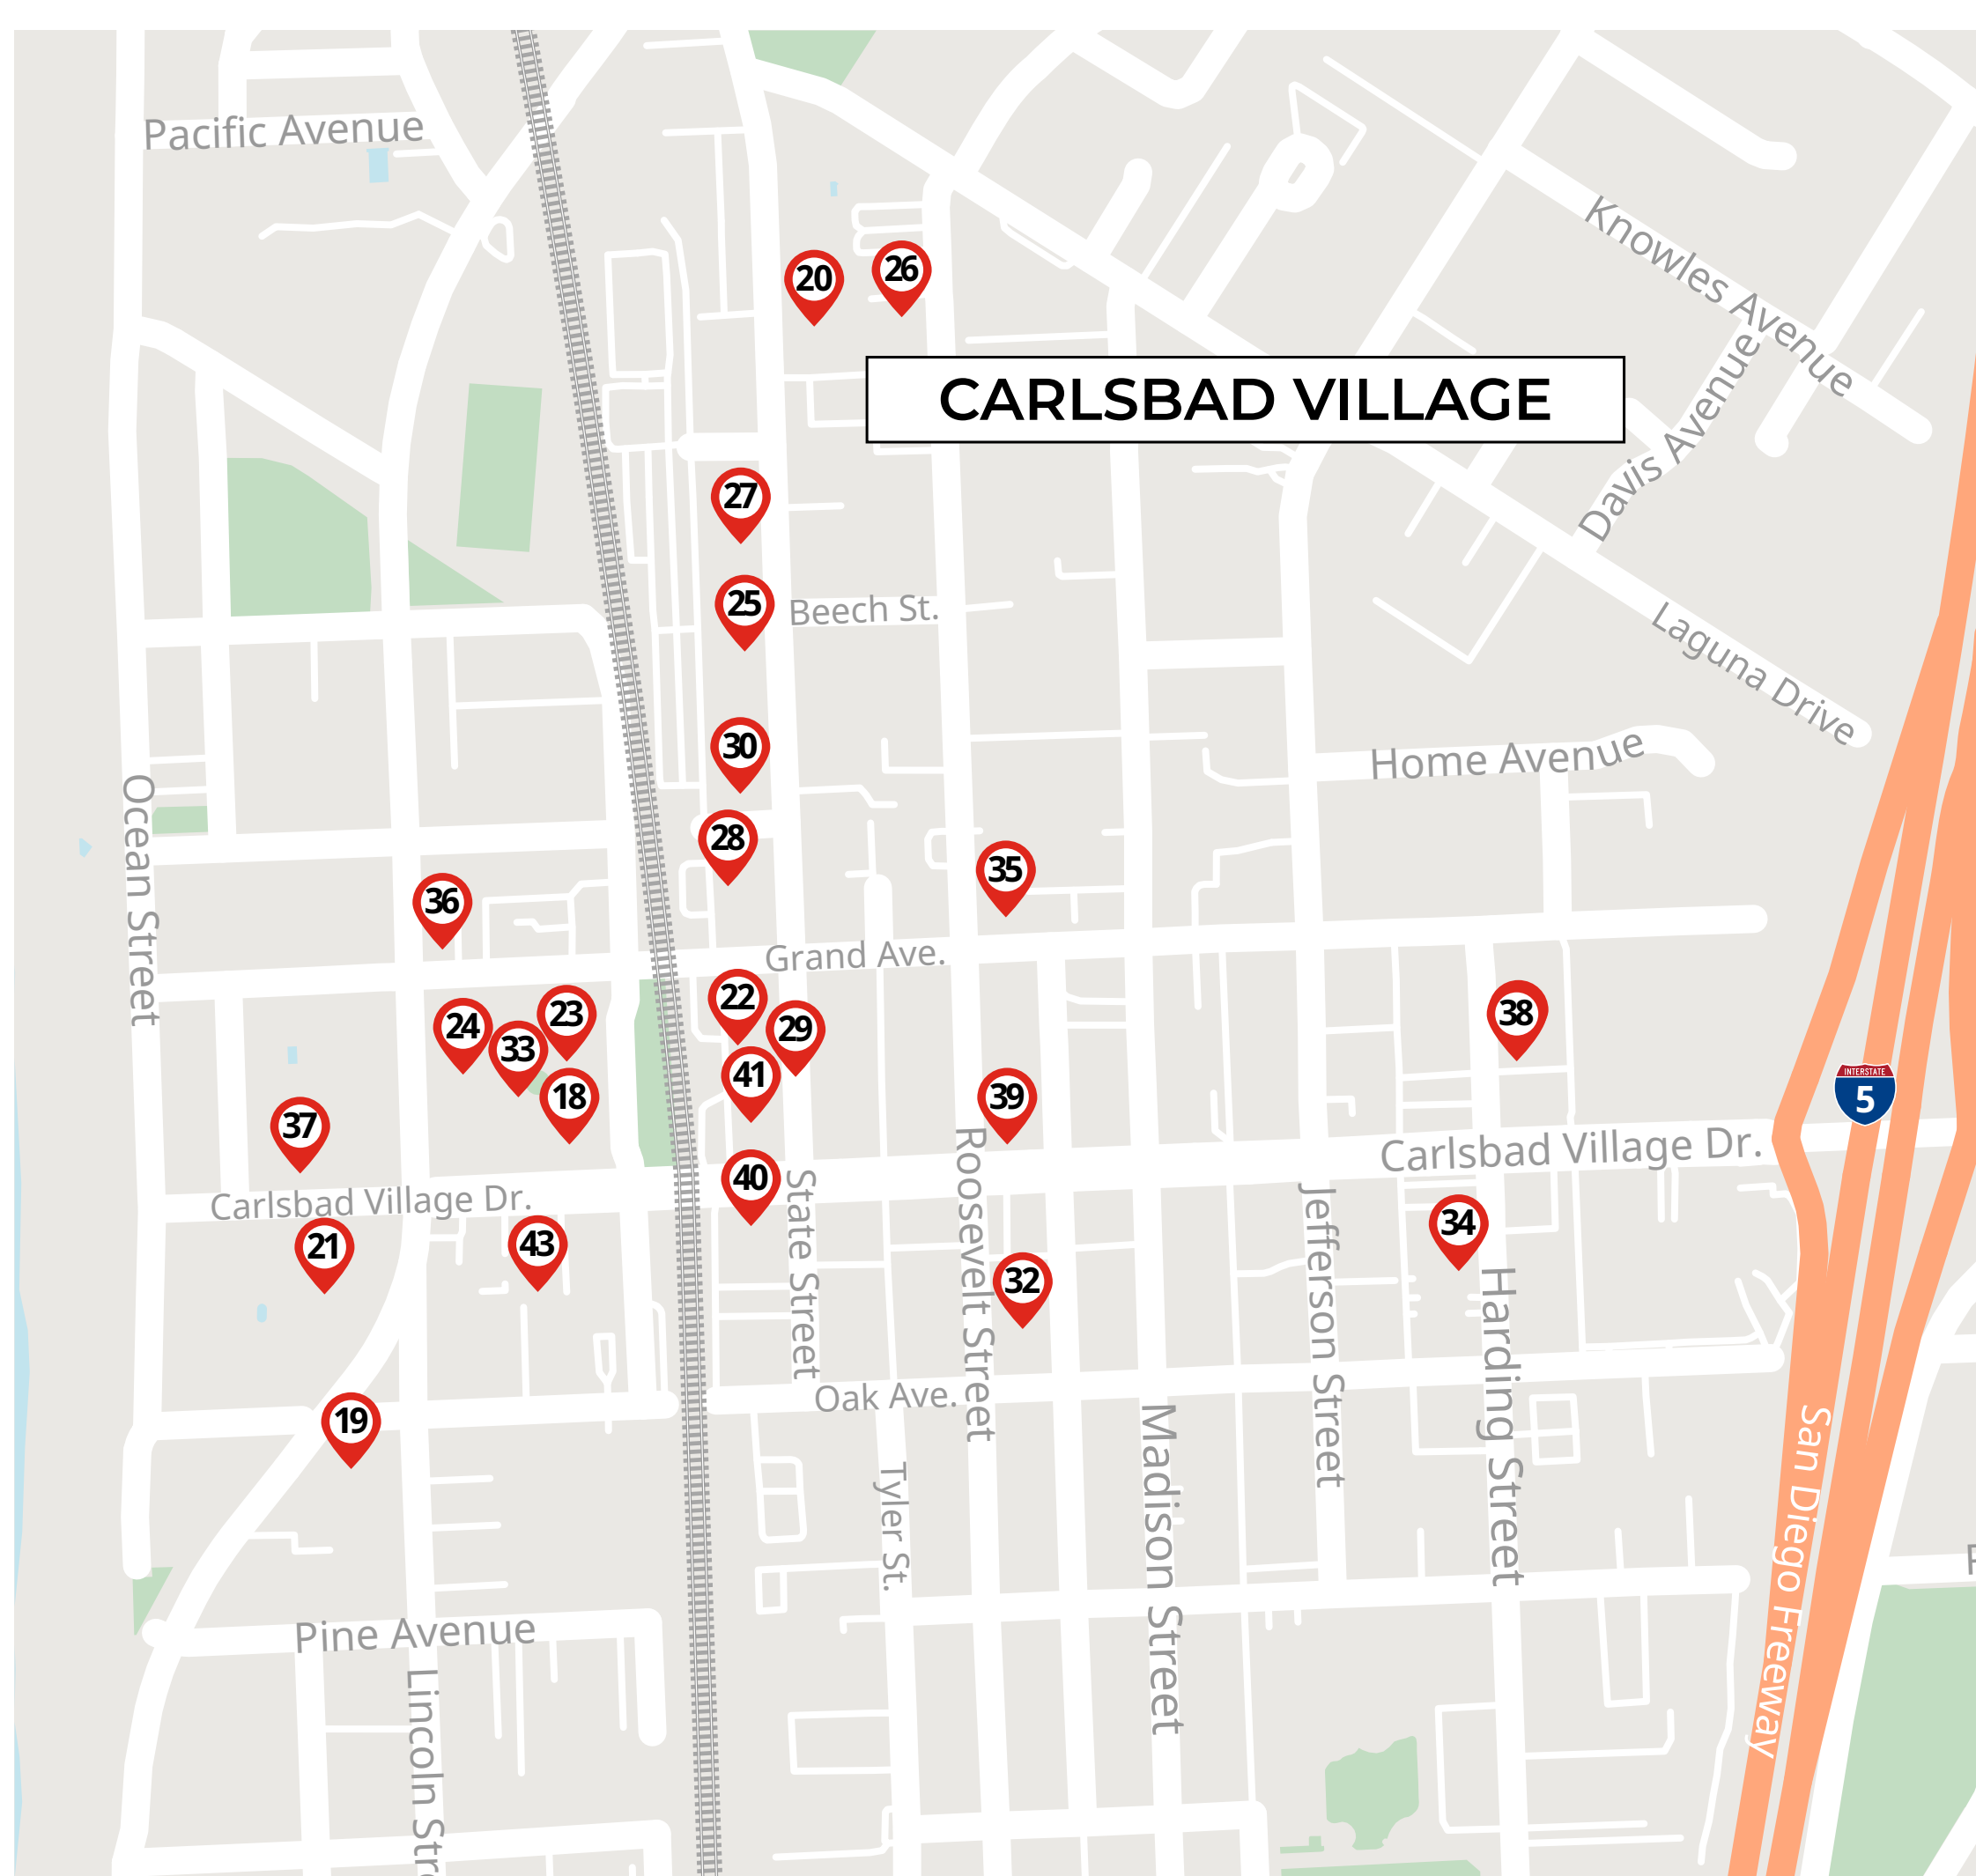 Pacific Avenue
Knowles Avenue
20
26
Davis Avenue
CARLSBAD VILLAGE
27
25
Beech St.
Laguna Drive
30
Home Avenue
Ocean Street
28
35
36
Grand Ave.
22
23
24
29
33
38
41
18
39
INTERSTATE
5
37
Carlsbad Village Dr.
40
Carlsbad Village Dr.
State Street
Roosevelt Street
Jefferson Street
34
21
43
32
Harding Street
Oak Ave.
19
Madison Street
Tyler St.
San Diego Freeway
Pine Avenue
Lincoln Stre